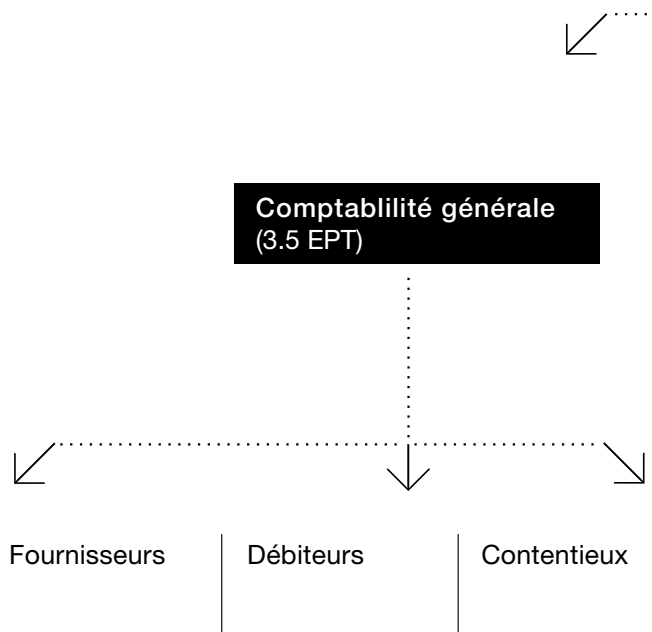 Comptablilité générale
(3.5 EPT)
Fournisseurs
Débiteurs
Contentieux